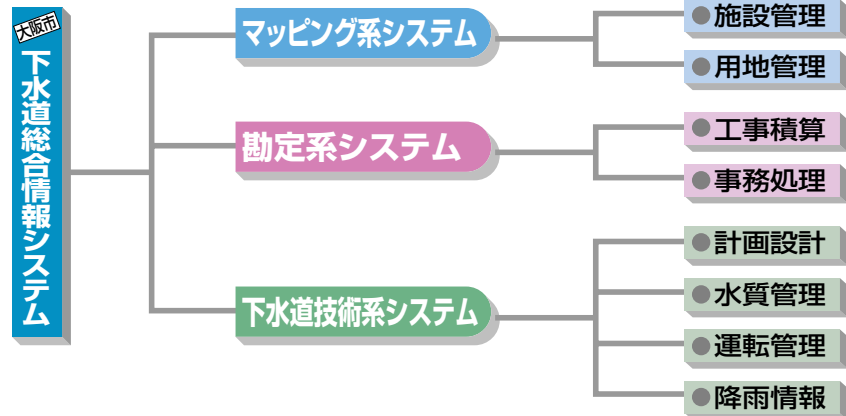 大阪市
下水道総合情報システム
マッピング系システム
●施設管理
●用地管理
勘定系システム
●工事積算
●事務処理
下水道技術系システム
●計画設計
●水質管理
●運転管理
●降雨情報